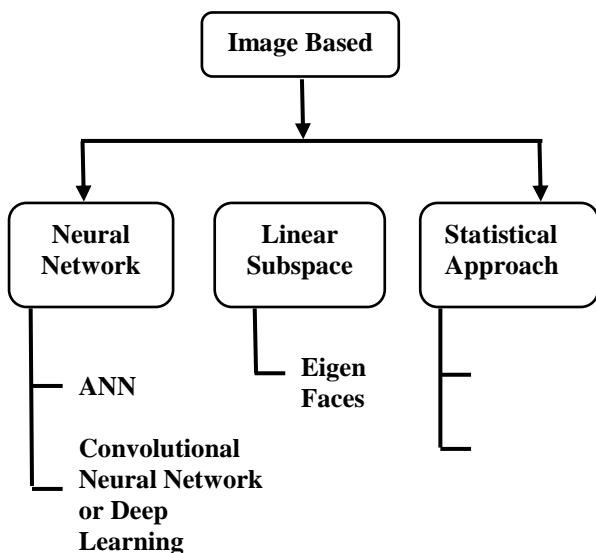 Image Based
Neural
Network
Linear
Subspace
Statistical
Approach
ANN
Convolutional
Neural Network
or Deep
Learning
Eigen
Faces